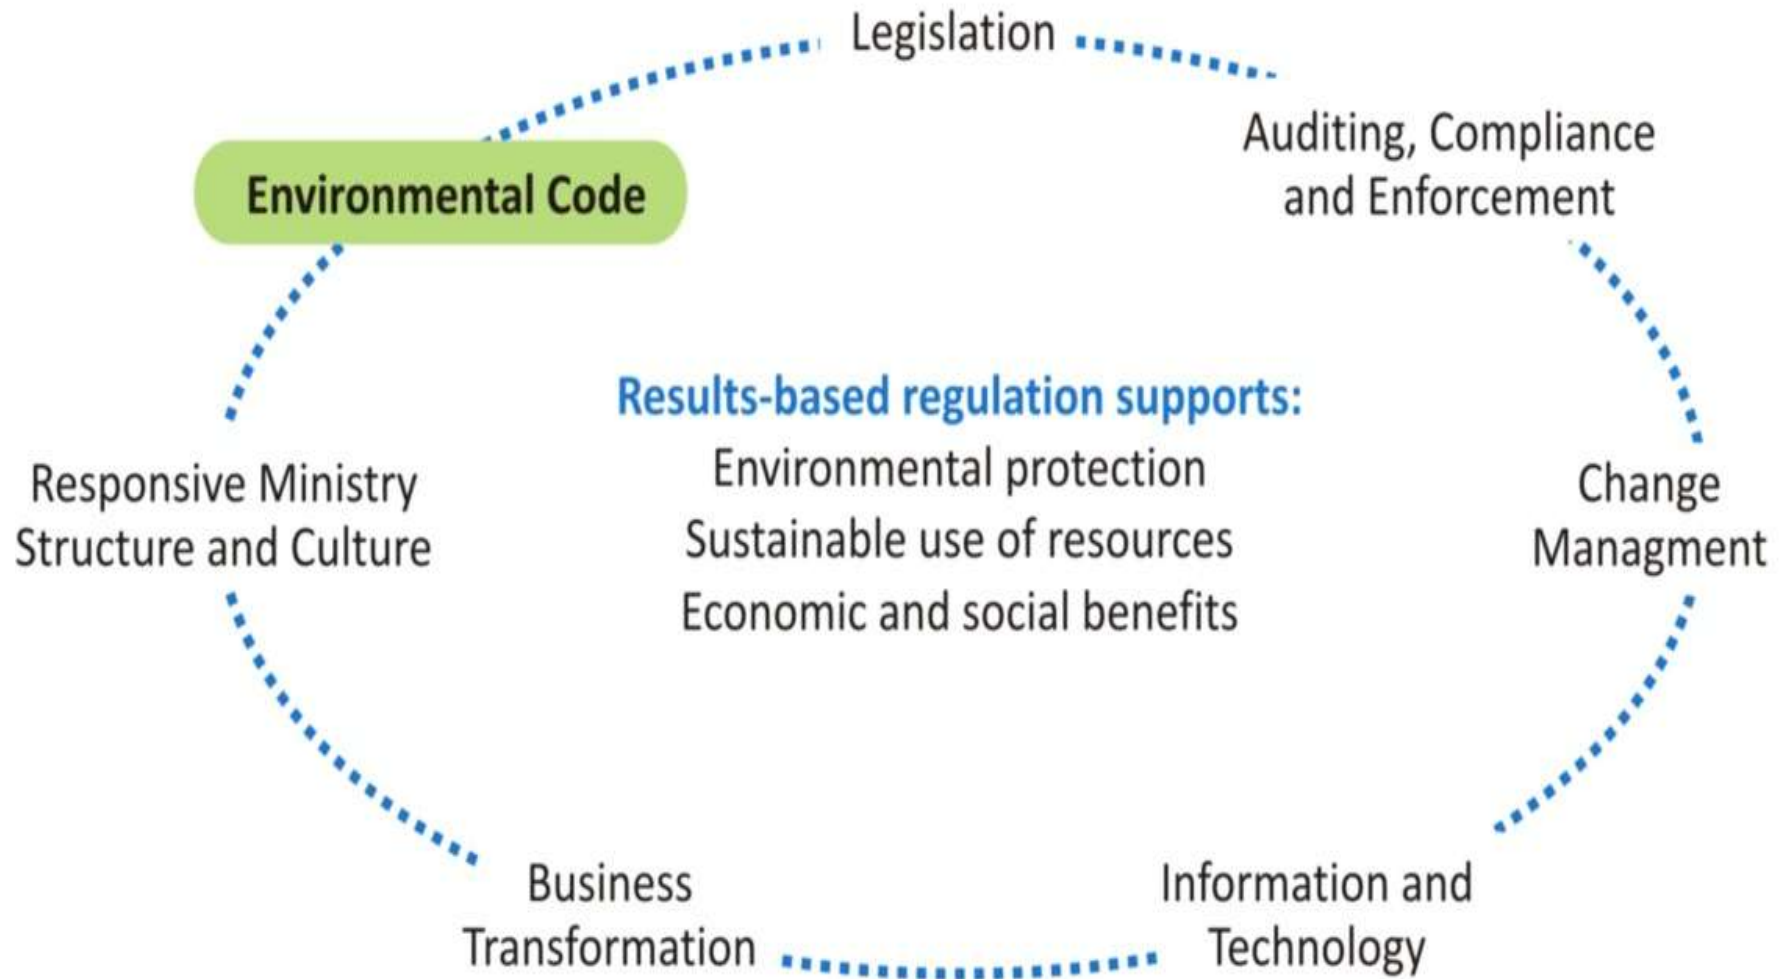 Legislation
Environmental Code
Auditing, Compliance
and Enforcement
Results-based regulation supports:
Environmental protection
Sustainable use of resources
Economic and social benefits
Responsive Ministry
Structure and Culture
Change
Managment
Business
Transformation
Information and
Technology